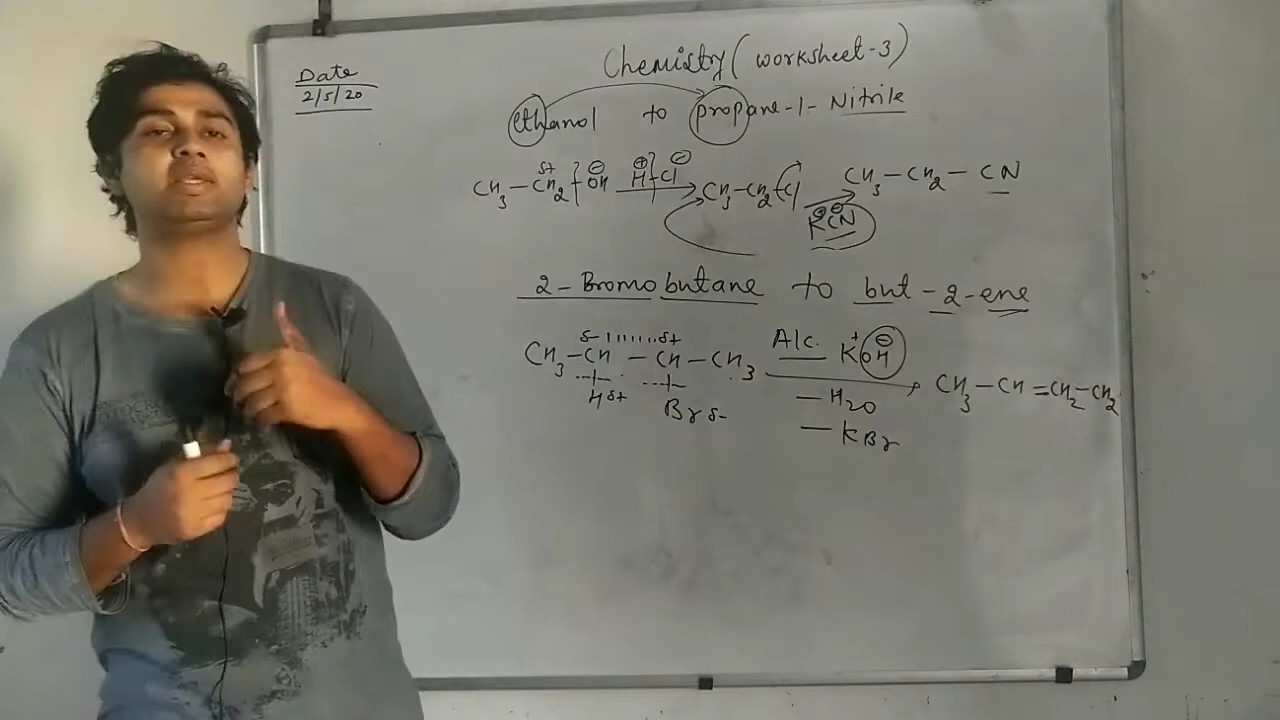 Date
2/5/20
Chemistry (worksheet-3)
ethanol to propane-1-Nitrile
CH3-CH2-OH H-Cl CH3-CH2-Cl KCN CH3-CH2-CN
δ+ ⊖ ⊕ ⊖ ⊕ ⊖
2-Bromobutane to but-2-ene
CH3-CH-CH-CH3 Alc. K+OH⊖ CH3-CH=CH2-CH2
δ- δ+
H δ+ Br δ- -H2O
-KBr